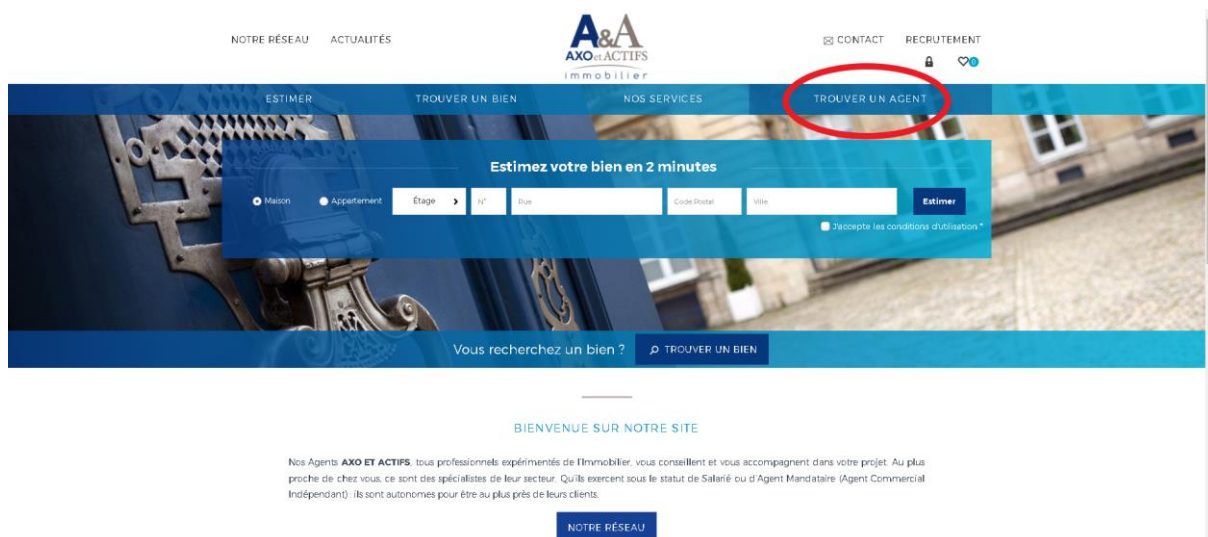 NOTRE RÉSEAU ACTUALITÉS
A&A
AXO et ACTIFS
immobilier
CONTACT RECRUTEMENT
0
ESTIMER TROUVER UN BIEN NOS SERVICES TROUVER UN AGENT
Estimez votre bien en 2 minutes
Maison Appartement Étage N° Rue Code Postal Ville Estimer
J'accepte les conditions d'utilisation *
Vous recherchez un bien ? TROUVER UN BIEN
BIENVENUE SUR NOTRE SITE
Nos Agents AXO ET ACTIFS, tous professionnels expérimentés de l'Immobilier, vous conseillent et vous accompagnent dans votre projet. Au plus
proche de chez vous, ce sont des spécialistes de leur secteur. Qu'ils exercent sous le statut de Salarié ou d'Agent Mandataire (Agent Commercial
Indépendant) : ils sont autonomes pour être au plus près de leurs clients.
NOTRE RÉSEAU